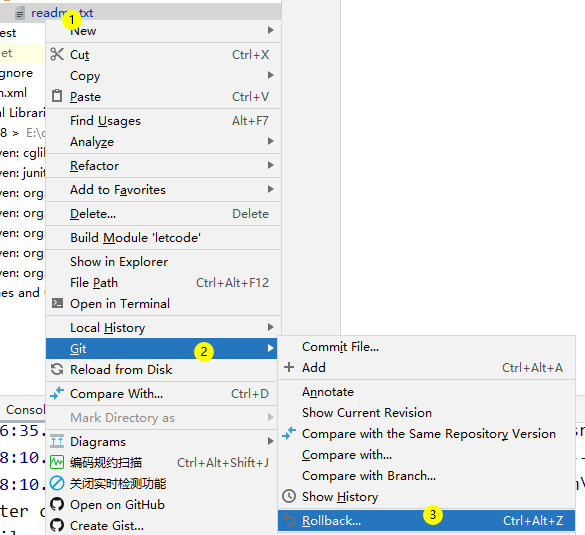 readme.txt
1
New
est
Cut Ctrl+X
et
Copy
gnore
n.xml
Paste Ctrl+V
l Librari
Find Usages Alt+F7
8 > E:\
Analyze
ven: cglil
Refactor
ven: junit
ven: org
Add to Favorites
ven: org.
Delete... Delete
ven: org.
Build Module 'letcode'
ven: org.
Show in Explorer
ven: org.
File Path Ctrl+Alt+F12
nes and
Open in Terminal
Local History
Git 2
Commit File...
Reload from Disk
Add Ctrl+Alt+A
Compare With... Ctrl+D
Annotate
Consol
Mark Directory as
Show Current Revision
6:35.
Diagrams
Compare with the Same Repository Version
8:10.
编码规约扫描 Ctrl+Alt+Shift+J
Compare with...
8:10.
关闭实时检测功能
Compare with Branch...
ter
Open on GitHub
Show History
Create Gist...
Rollback... 3 Ctrl+Alt+Z